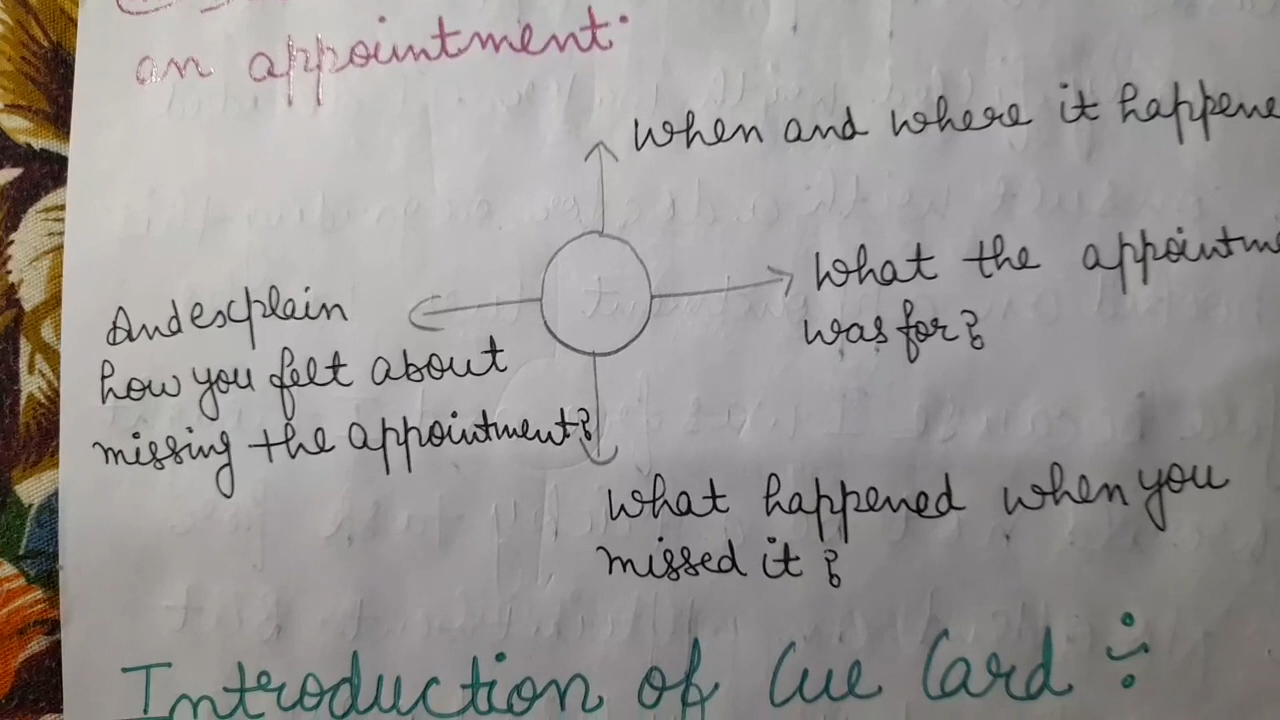 an appointment.
When and where it happene
What the appointm
was for?
And explain
how you felt about
missing the appointment?
What happened when you
missed it?
Introduction of Cue Card :-